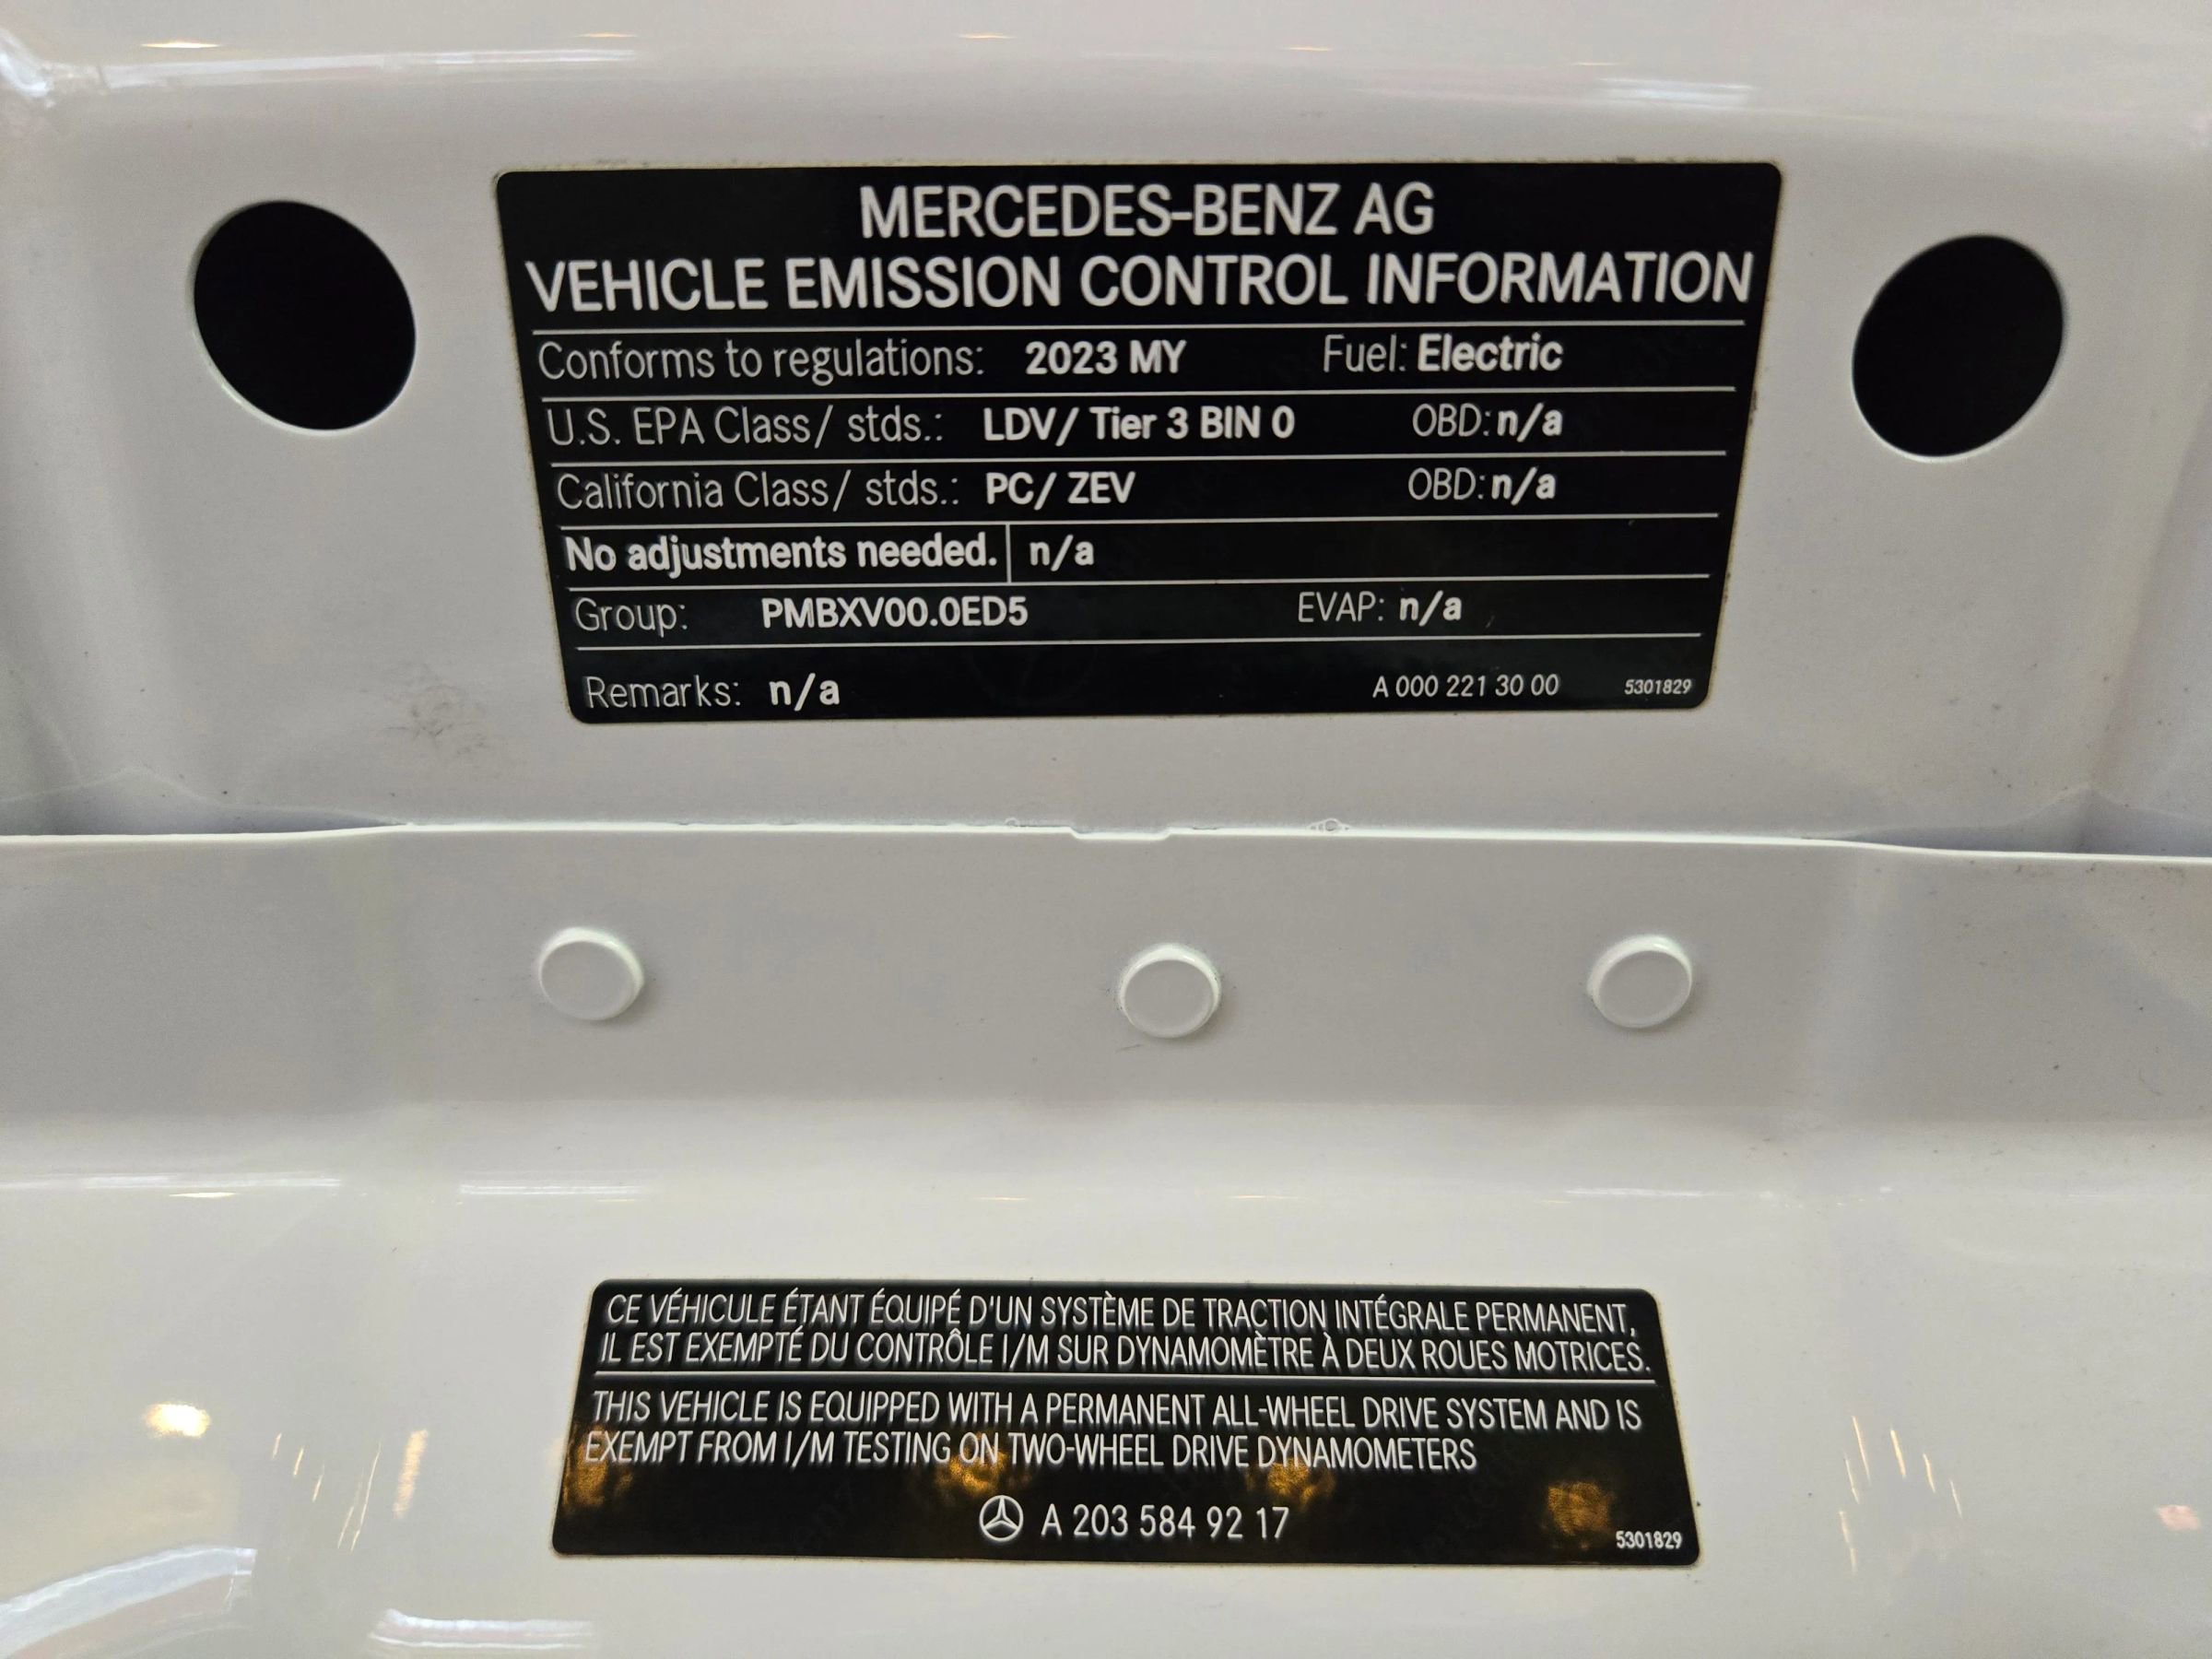 MERCEDES-BENZ AG
VEHICLE EMISSION CONTROL INFORMATION
Conforms to regulations: 2023 MY Fuel: Electric
U.S. EPA Class/ stds.: LDV/ Tier 3 BIN 0 OBD: n/a
California Class/ stds.: PC/ ZEV OBD: n/a
No adjustments needed. n/a
Group: PMBXV00.0ED5 EVAP: n/a
Remarks: n/a A 000 221 30 00 5301829
CE VÉHICULE ÉTANT ÉQUIPÉ D'UN SYSTÈME DE TRACTION INTÉGRALE PERMANENT,
IL EST EXEMPTÉ DU CONTRÔLE I/M SUR DYNAMOMÈTRE À DEUX ROUES MOTRICES.
THIS VEHICLE IS EQUIPPED WITH A PERMANENT ALL-WHEEL DRIVE SYSTEM AND IS
EXEMPT FROM I/M TESTING ON TWO-WHEEL DRIVE DYNAMOMETERS
A 203 584 92 17
5301829